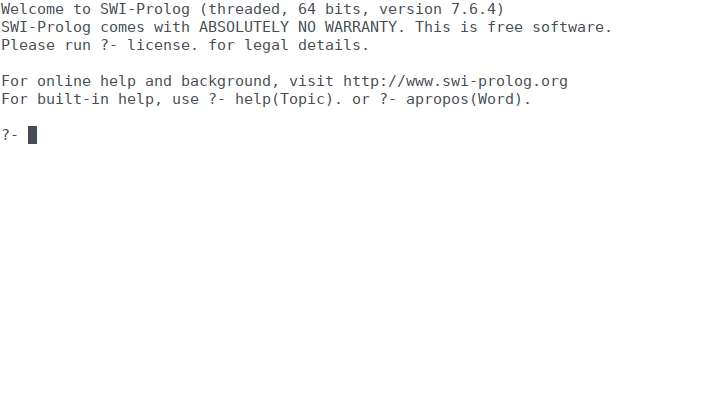 Welcome to SWI-Prolog (threaded, 64 bits, version 7.6.4)
SWI-Prolog comes with ABSOLUTELY NO WARRANTY. This is free software.
Please run ?- license. for legal details.
For online help and background, visit http://www.swi-prolog.org
For built-in help, use ?- help(Topic). or ?- apropos(Word).
?-